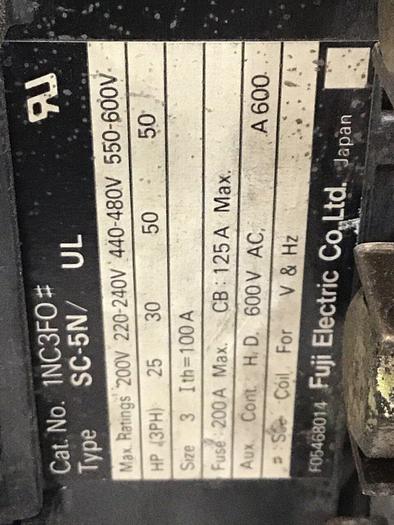 Cat. No. 1NC3FO#
Type SC-5N/ UL
Max. Ratings 200V 220-240V 440-480V 550-600V
HP (3PH) 25 30 50 50
Size 3 Ith=100A
Fuse: 200A Max. CB: 125A Max.
Aux. Cont. H.D. 600V AC, A600
#: See Coil For V & Hz
F05468014 Fuji Electric Co.,Ltd. Japan